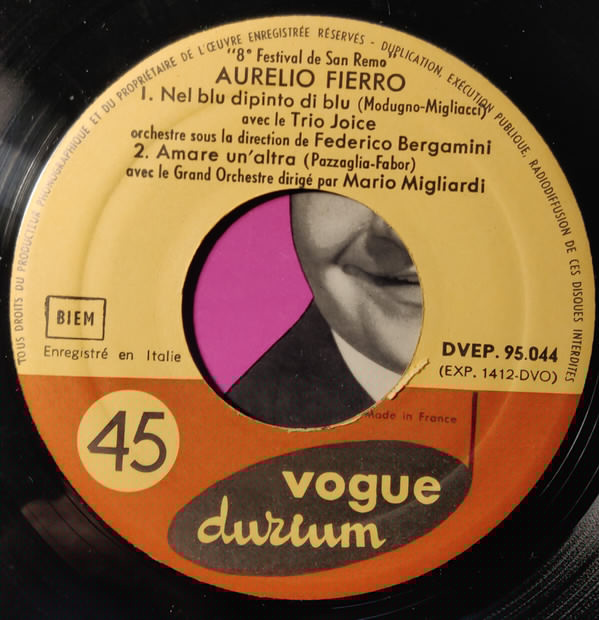 TOUS DROITS DU PRODUCTEUR PHONOGRAPHIQUE ET DU PROPRIÉTAIRE DE L'ŒUVRE ENREGISTRÉE RÉSERVÉS - DUPLICATION, EXÉCUTION PUBLIQUE, RADIODIFFUSION DE CES DISQUES INTERDITES
"8e Festival de San Remo"
AURELIO FIERRO
1. Nel blu dipinto di blu (Modugno-Migliacci)
avec le Trio Joice
orchestre sous la direction de Federico Bergamini
2. Amare un'altra (Pazzaglia-Fabor)
avec le Grand Orchestre dirigé par Mario Migliardi
BIEM
Enregistré en Italie
DVEP. 95.044
(EXP. 1412-DVO)
Made in France
45
vogue
durium